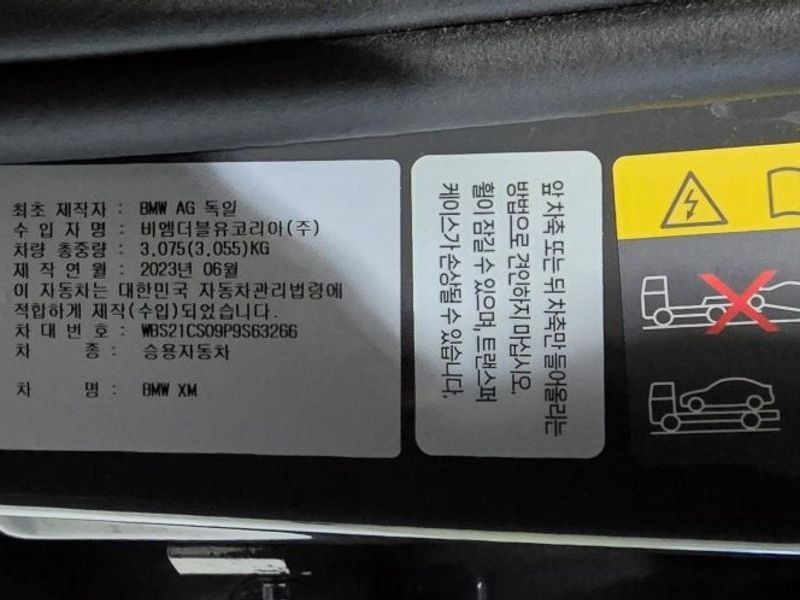 최초 제작자 : BMW AG 독일
수 입 자 명 : 비엠더블유코리아(주)
차량 총중량 : 3,075(3,055)KG
제 작 연 월 : 2023년 06월
이 자동차는 대한민국 자동차관리법령에
적합하게 제작(수입)되었습니다.
차 대 번 호 : WBS21CS09P9S63266
차 종 : 승용자동차
차 명 : BMW XM
앞 차축 또는 뒤 차축만 들어올리는
방법으로 견인하지 마십시오.
휠이 잠길 수 있으며, 트랜스퍼
케이스가 손상될 수 있습니다.